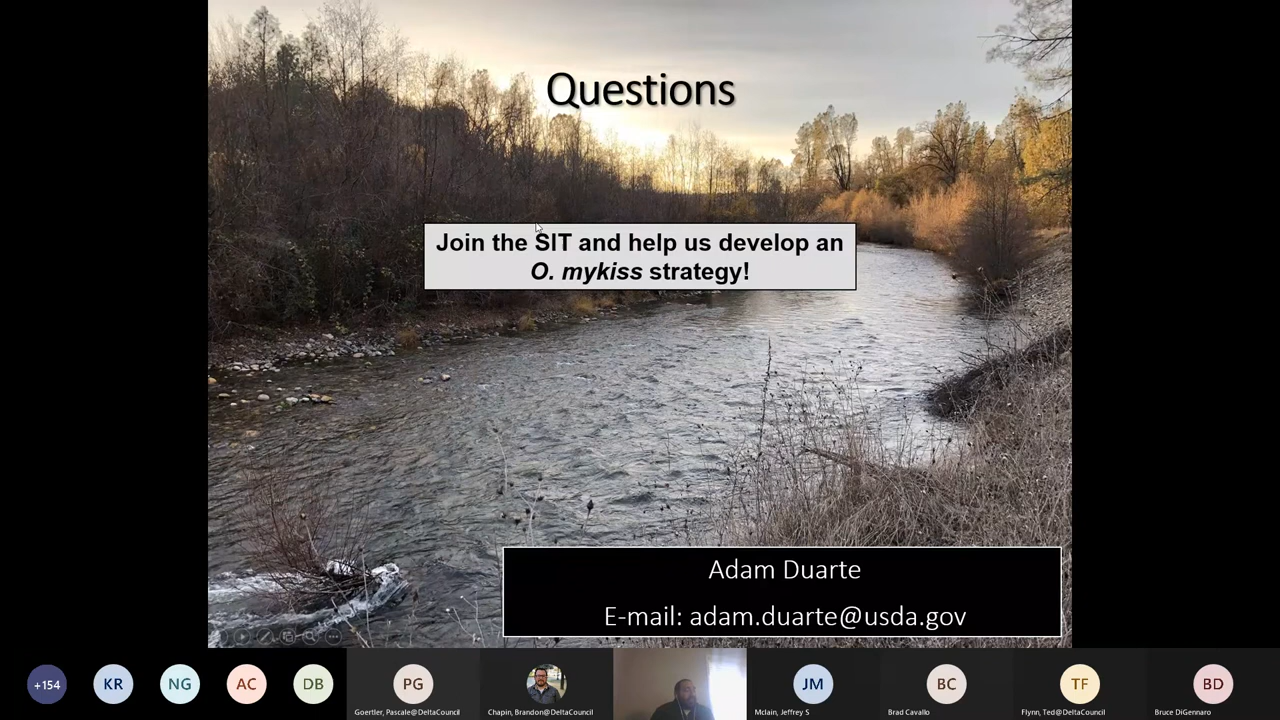 Questions
Join the SIT and help us develop an
O. mykiss strategy!
Adam Duarte
E-mail: adam.duarte@usda.gov
+154
KR
NG
AC
DB
PG
JM
BC
TF
BD
Goertler, Pascale@DeltaCouncil
Chapin, Brandon@DeltaCouncil
Mclain, Jeffrey S
Brad Cavallo
Flynn, Ted@DeltaCouncil
Bruce DiGennaro